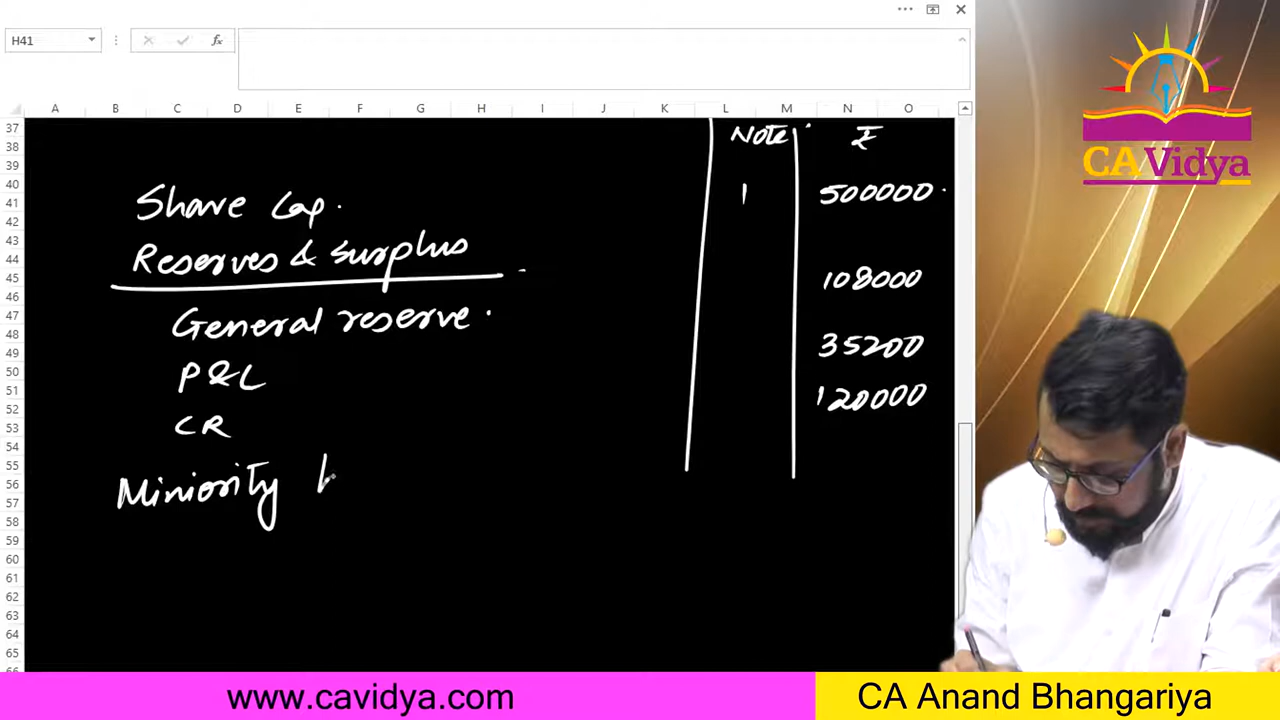 H41
fx
A B C D E F G H I J K L M N O
37
38
39
40
41
42
43
44
45
46
47
48
49
50
51
52
53
54
55
56
57
58
59
60
61
62
63
64
65
Note ₹
Share Cap. 1 500000
Reserves & Surplus
108000
General reserve.
35200
P&L
120000
CR
Miniority
CA Vidya
www.cavidya.com
CA Anand Bhangariya